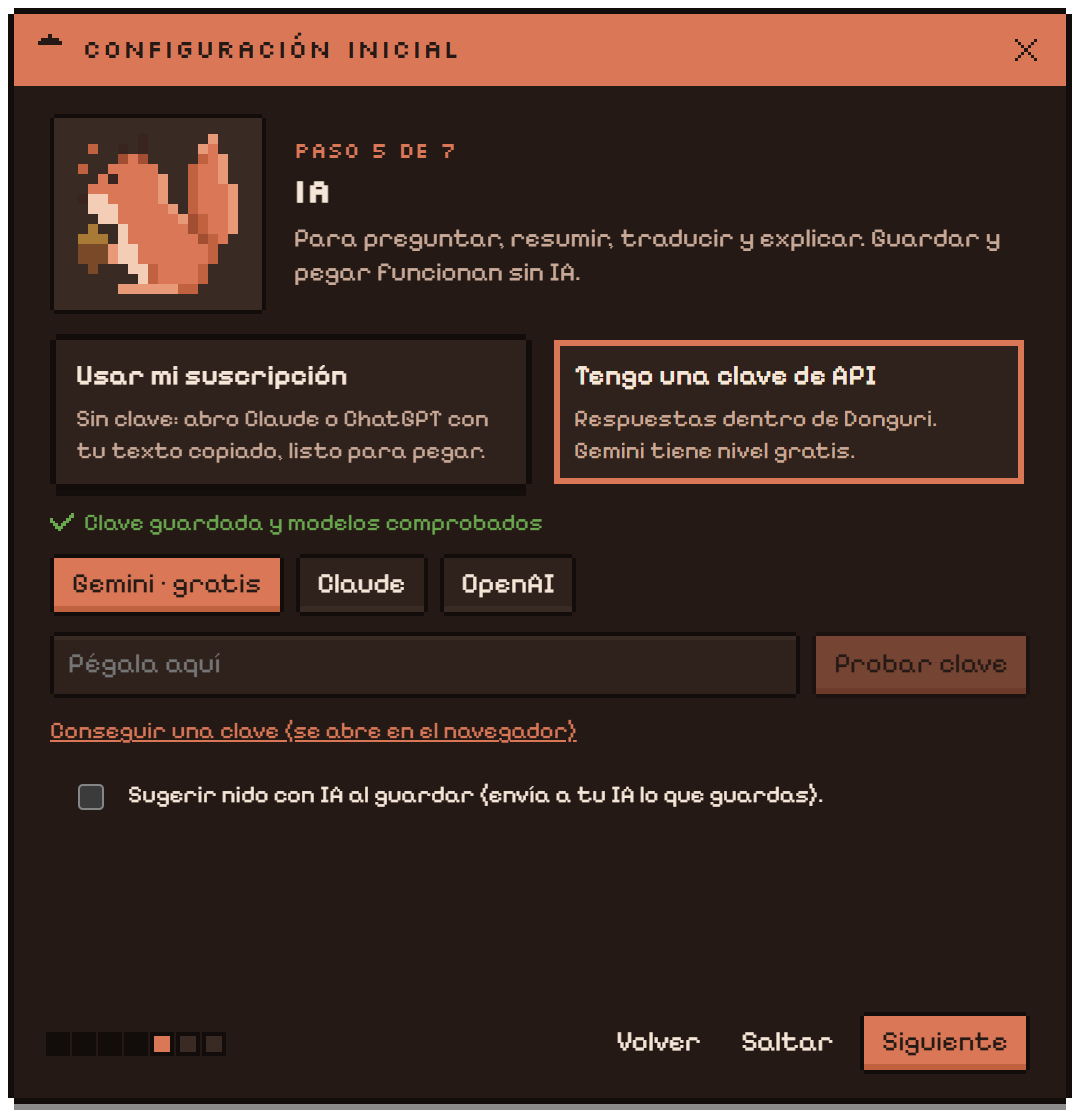 CONFIGURACIÓN INICIAL
PASO 5 DE 7
IA
Para preguntar, resumir, traducir y explicar. Guardar y
pegar funcionan sin IA.
Usar mi suscripción
Sin clave: abro Claude o ChatGPT con
tu texto copiado, listo para pegar.
Tengo una clave de API
Respuestas dentro de Donguri.
Gemini tiene nivel gratis.
Clave guardada y modelos comprobados
Gemini · gratis
Claude
OpenAI
Pégala aquí
Probar clave
Conseguir una clave (se abre en el navegador)
Sugerir nido con IA al guardar (envía a tu IA lo que guardas).
Volver
Saltar
Siguiente